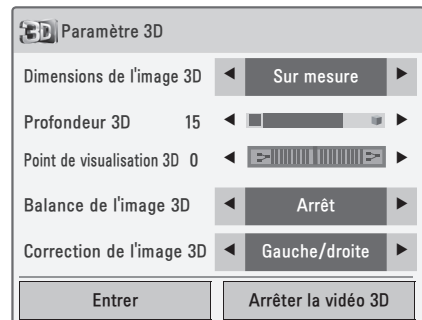 3D Paramètre 3D
Dimensions de l'image 3D ◀ Sur mesure ▶
Profondeur 3D 15 ◀ ▶
Point de visualisation 3D 0 ◀ ▶
Balance de l'image 3D ◀ Arrêt ▶
Correction de l'image 3D ◀ Gauche/droite ▶
Entrer Arrêter la vidéo 3D